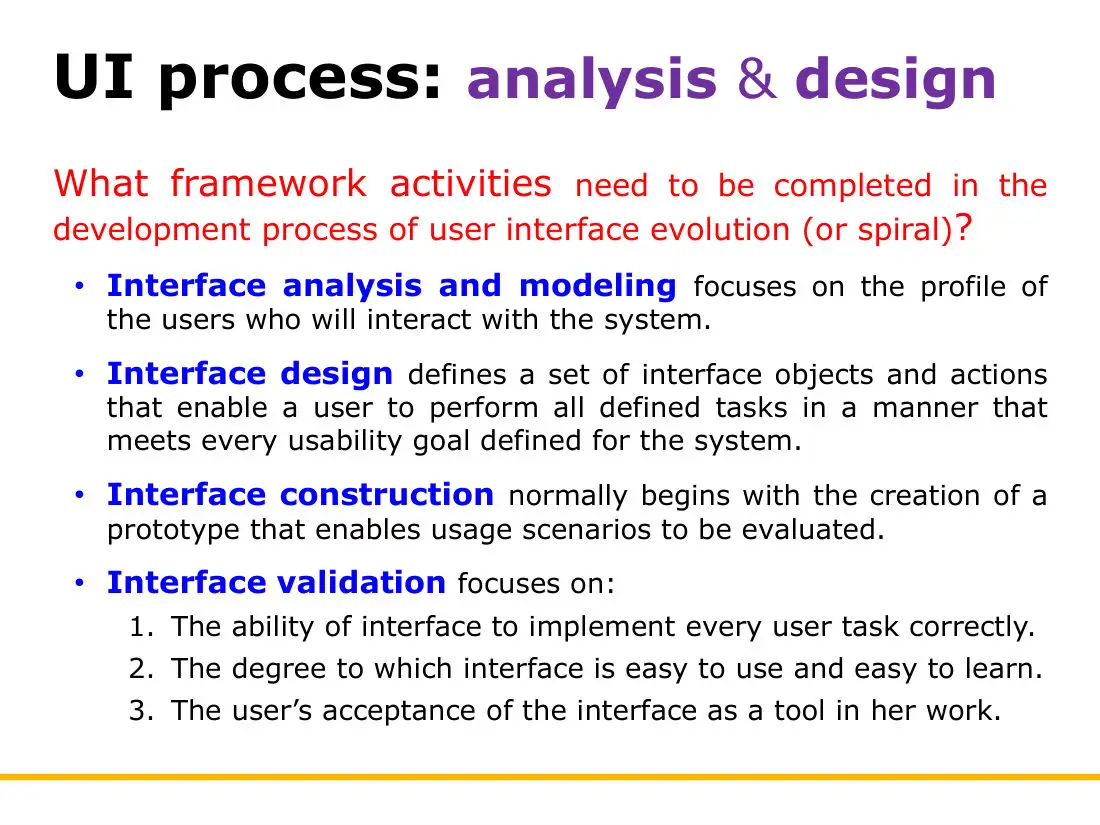 UI process: analysis & design
What framework activities need to be completed in the
development process of user interface evolution (or spiral)?
• Interface analysis and modeling focuses on the profile of
the users who will interact with the system.
• Interface design defines a set of interface objects and actions
that enable a user to perform all defined tasks in a manner that
meets every usability goal defined for the system.
• Interface construction normally begins with the creation of a
prototype that enables usage scenarios to be evaluated.
• Interface validation focuses on:
1. The ability of interface to implement every user task correctly.
2. The degree to which interface is easy to use and easy to learn.
3. The user’s acceptance of the interface as a tool in her work.